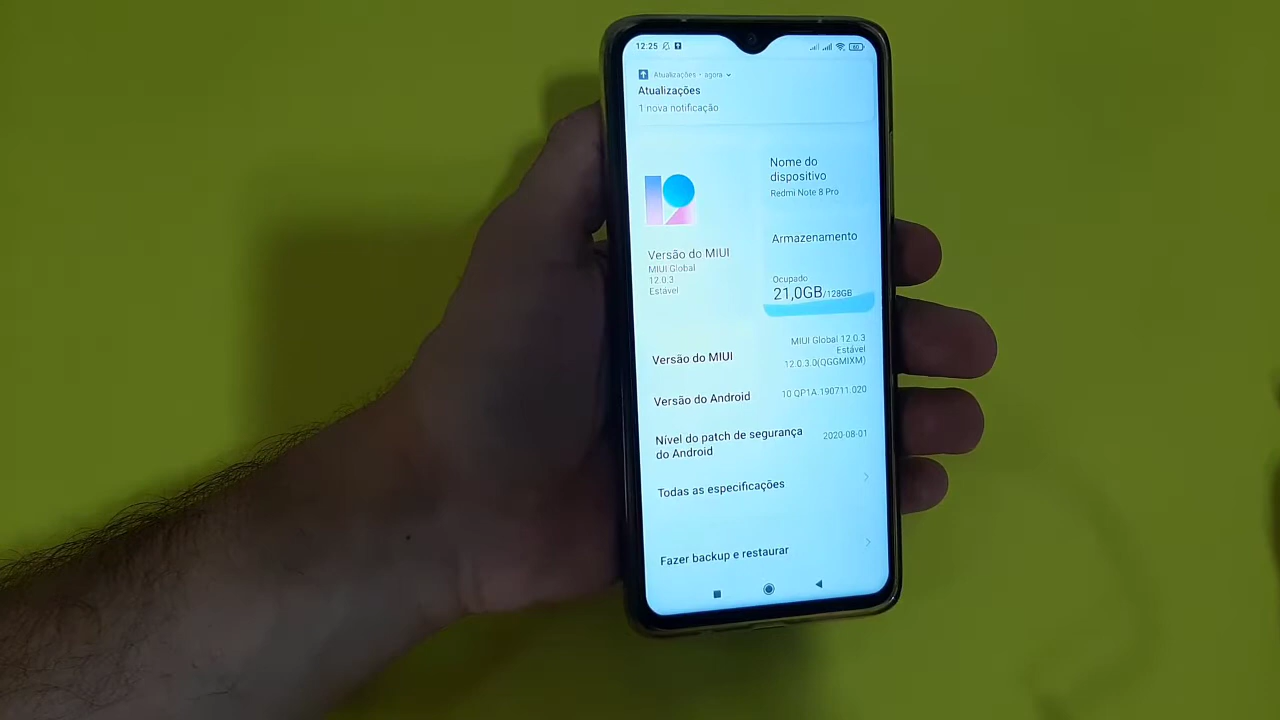 12:25
60
Atualizações • agora
Atualizações
1 nova notificação
Nome do
dispositivo
Redmi Note 8 Pro
Armazenamento
Versão do MIUI
MIUI Global
12.0.3
Estável
Ocupado
21,0GB/128GB
Versão do MIUI
MIUI Global 12.0.3
Estável
12.0.3.0(QGGMIXM)
Versão do Android
10 QP1A.190711.020
Nível do patch de segurança
do Android
2020-08-01
Todas as especificações
Fazer backup e restaurar